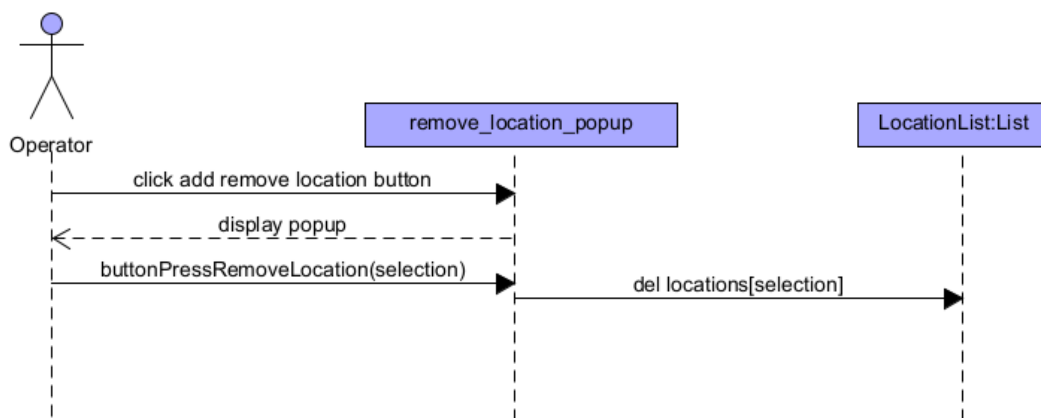 Operator
remove_location_popup
LocationList:List
click add remove location button
display popup
buttonPressRemoveLocation(selection)
del locations[selection]